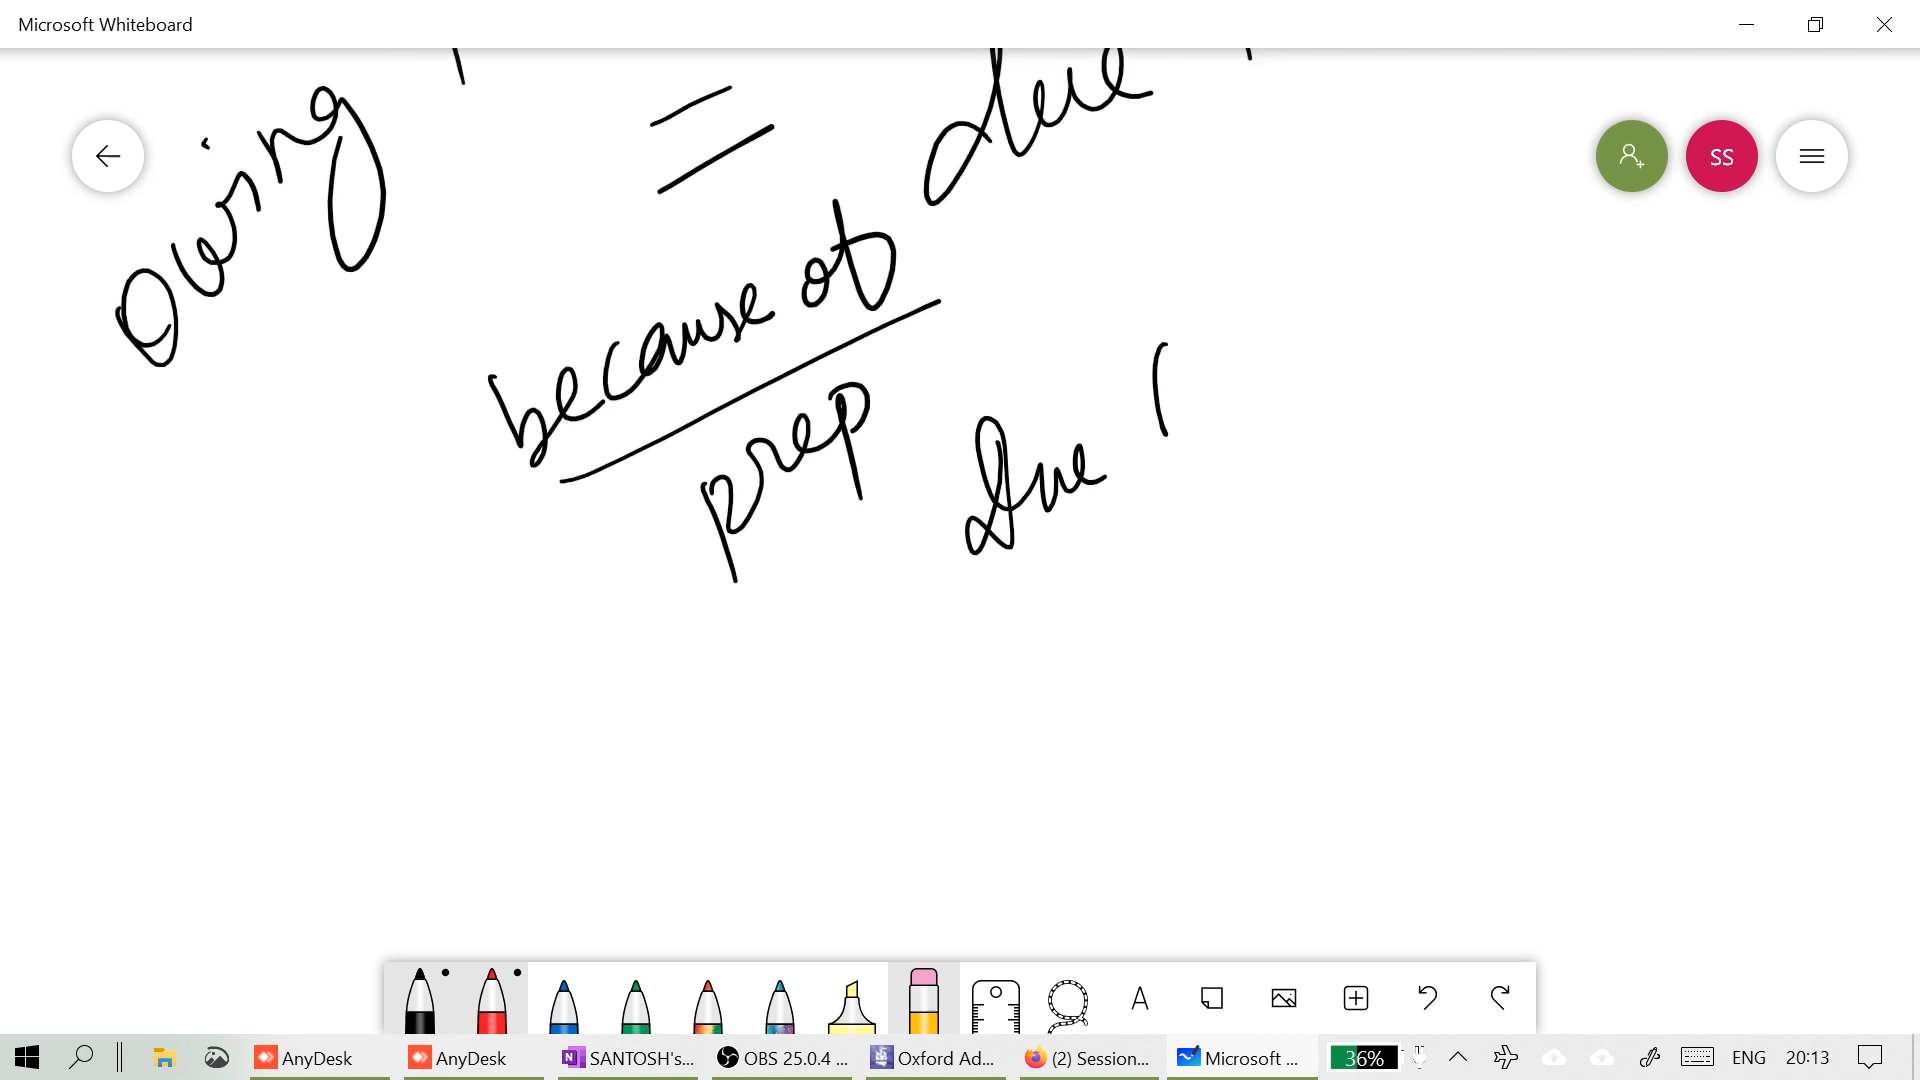 Microsoft Whiteboard
owing
=
due
because of
prep
Due
SS
A
AnyDesk
AnyDesk
SANTOSH's...
OBS 25.0.4 ...
Oxford Ad...
(2) Session...
Microsoft ...
36%
ENG
20:13